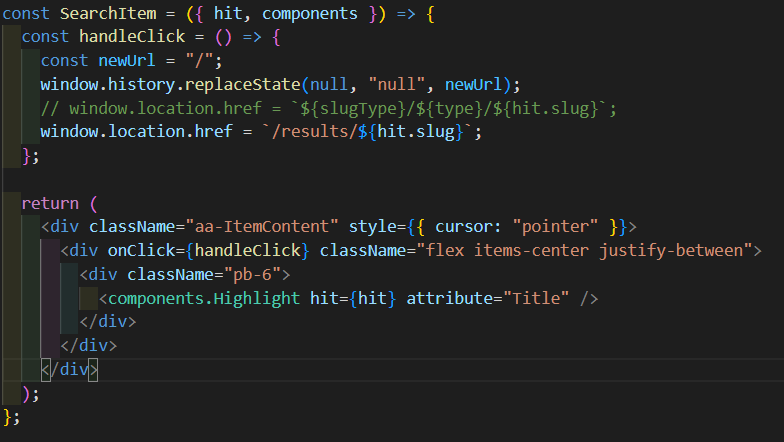 const SearchItem = ({ hit, components }) => {
  const handleClick = () => {
    const newUrl = "/";
    window.history.replaceState(null, "null", newUrl);
    // window.location.href = `${slugType}/${type}/${hit.slug}`;
    window.location.href = `/results/${hit.slug}`;
  };

  return (
    <div className="aa-ItemContent" style={{ cursor: "pointer" }}>
      <div onClick={handleClick} className="flex items-center justify-between">
        <div className="pb-6">
          <components.Highlight hit={hit} attribute="Title" />
        </div>
      </div>
    </div>
  );
};